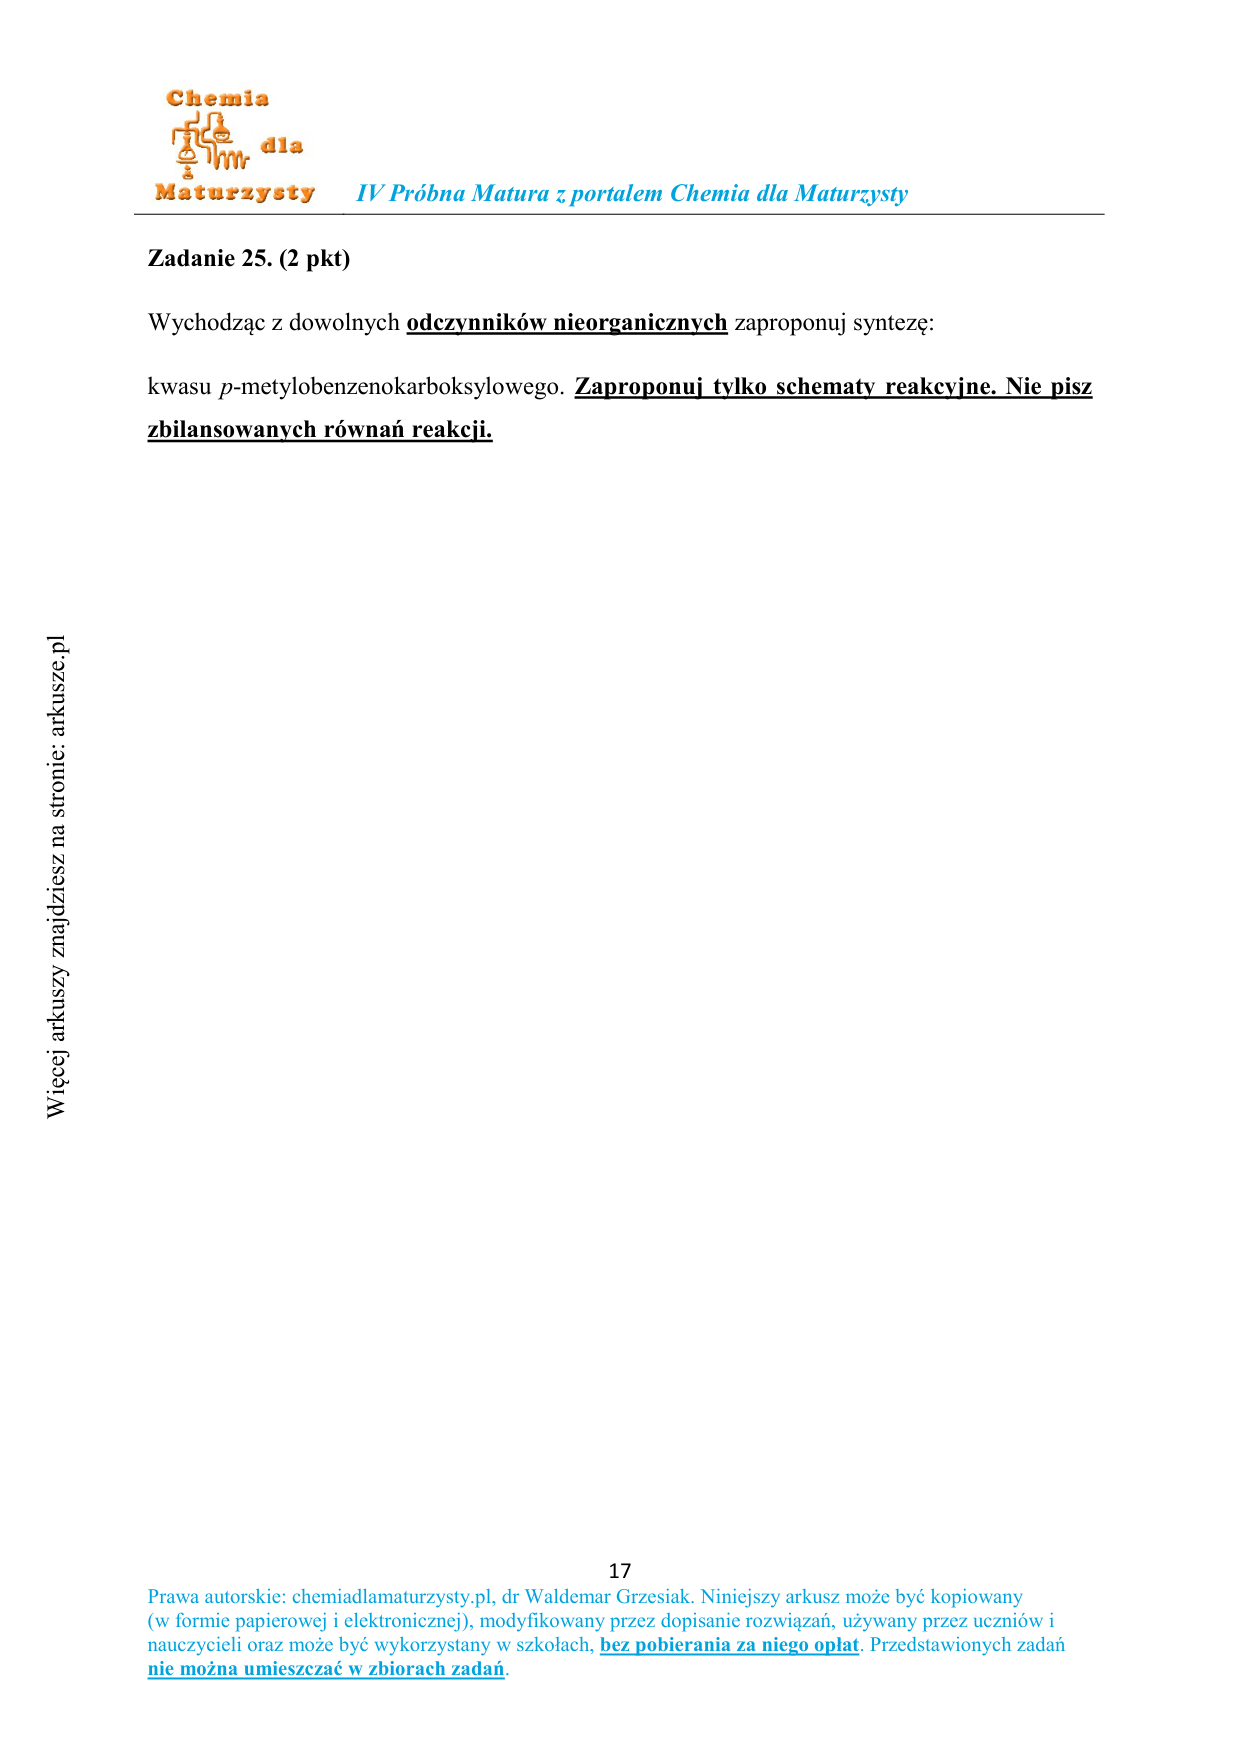 Chemia
dla
Maturzysty
IV Próbna Matura z portalem Chemia dla Maturzysty
Zadanie 25. (2 pkt)
Wychodząc z dowolnych odczynników nieorganicznych zaproponuj syntezę:
kwasu p-metylobenzenokarboksylowego. Zaproponuj tylko schematy reakcyjne. Nie pisz
zbilansowanych równań reakcji.
Więcej arkuszy znajdziesz na stronie: arkusze.pl
17
Prawa autorskie: chemiadlamaturzysty.pl, dr Waldemar Grzesiak. Niniejszy arkusz może być kopiowany
(w formie papierowej i elektronicznej), modyfikowany przez dopisanie rozwiązań, używany przez uczniów i
nauczycieli oraz może być wykorzystany w szkołach, bez pobierania za niego opłat. Przedstawionych zadań
nie można umieszczać w zbiorach zadań.